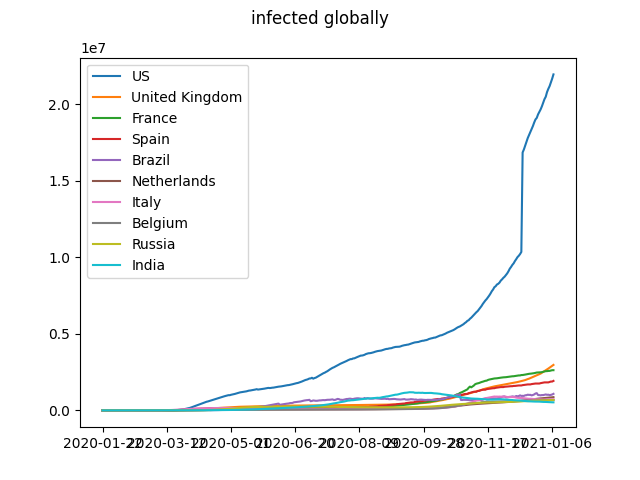 infected globally
1e7
US
United Kingdom
France
Spain
Brazil
Netherlands
Italy
Belgium
Russia
India
2.0
1.5
1.0
0.5
0.0
2020-01-22 2020-03-12 2020-05-01 2020-06-20 2020-08-09 2020-09-28 2020-11-17 2021-01-06